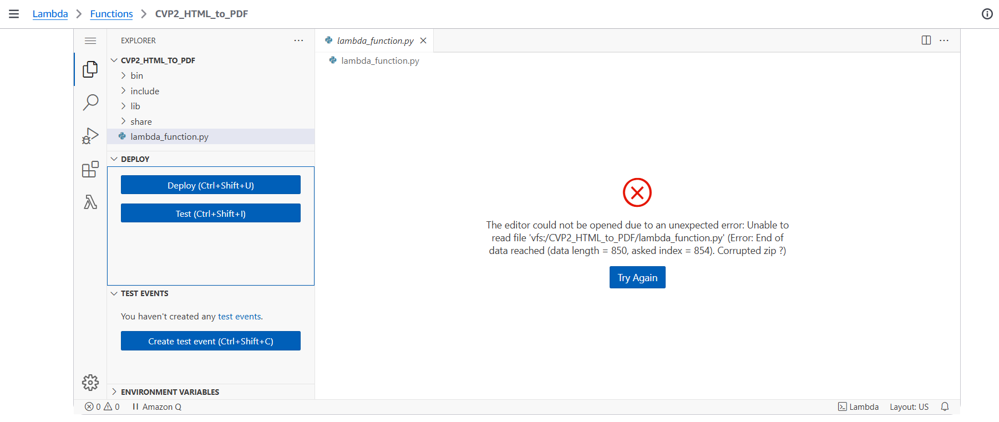 Lambda > Functions > CVP2_HTML_to_PDF
EXPLORER
CVP2_HTML_TO_PDF
bin
include
lib
share
lambda_function.py
DEPLOY
Deploy (Ctrl+Shift+U)
Test (Ctrl+Shift+I)
TEST EVENTS
You haven't created any test events.
Create test event (Ctrl+Shift+C)
ENVIRONMENT VARIABLES
lambda_function.py
lambda_function.py
The editor could not be opened due to an unexpected error: Unable to
read file 'vfs:/CVP2_HTML_to_PDF/lambda_function.py' (Error: End of
data reached (data length = 850, asked index = 854). Corrupted zip ?)
Try Again
0 0 Amazon Q Lambda Layout: US